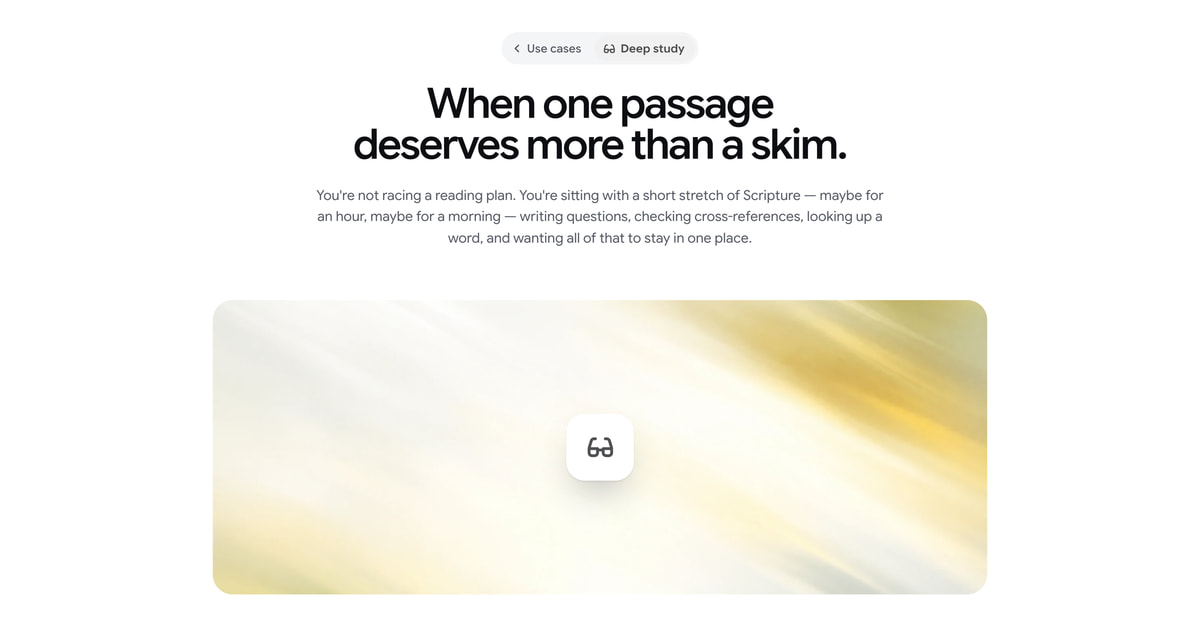 Use cases Deep study
When one passage
deserves more than a skim.
You're not racing a reading plan. You're sitting with a short stretch of Scripture — maybe for
an hour, maybe for a morning — writing questions, checking cross-references, looking up a
word, and wanting all of that to stay in one place.